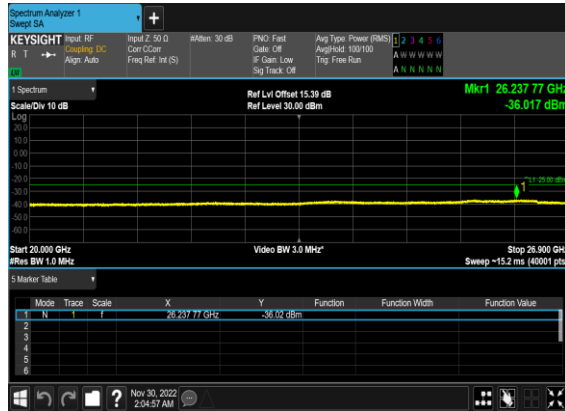 Spectrum Analyzer 1
Swept SA
+
KEYSIGHT Input: RF Input Z: 50 Ω #Atten: 30 dB PNO: Fast Avg Type: Power (RMS) 1 2 3 4 5 6
R T Coupling: DC Corr CCorr Gate: Off Avg|Hold: 100/100 A W W W W W
Align: Auto Freq Ref: Int (S) IF Gain: Low Trig: Free Run
Sig Track: Off A N N N N N
1 Spectrum Ref Lvl Offset 15.39 dB Mkr1 26.237 77 GHz
Scale/Div 10 dB Ref Level 30.00 dBm -36.017 dBm
Log
20.0
10.0
0.00
-10.0
-20.0
DL1 -25.00 dBm
1
-30.0
-40.0
-50.0
-60.0
Start 20.000 GHz Video BW 3.0 MHz* Stop 26.900 GHz
#Res BW 1.0 MHz Sweep ~15.2 ms (40001 pts)
5 Marker Table
Mode Trace Scale X Y Function Function Width Function Value
1 N 1 f 26.237 77 GHz -36.02 dBm
2
3
4
5
6
? Nov 30, 2022
2:04:57 AM